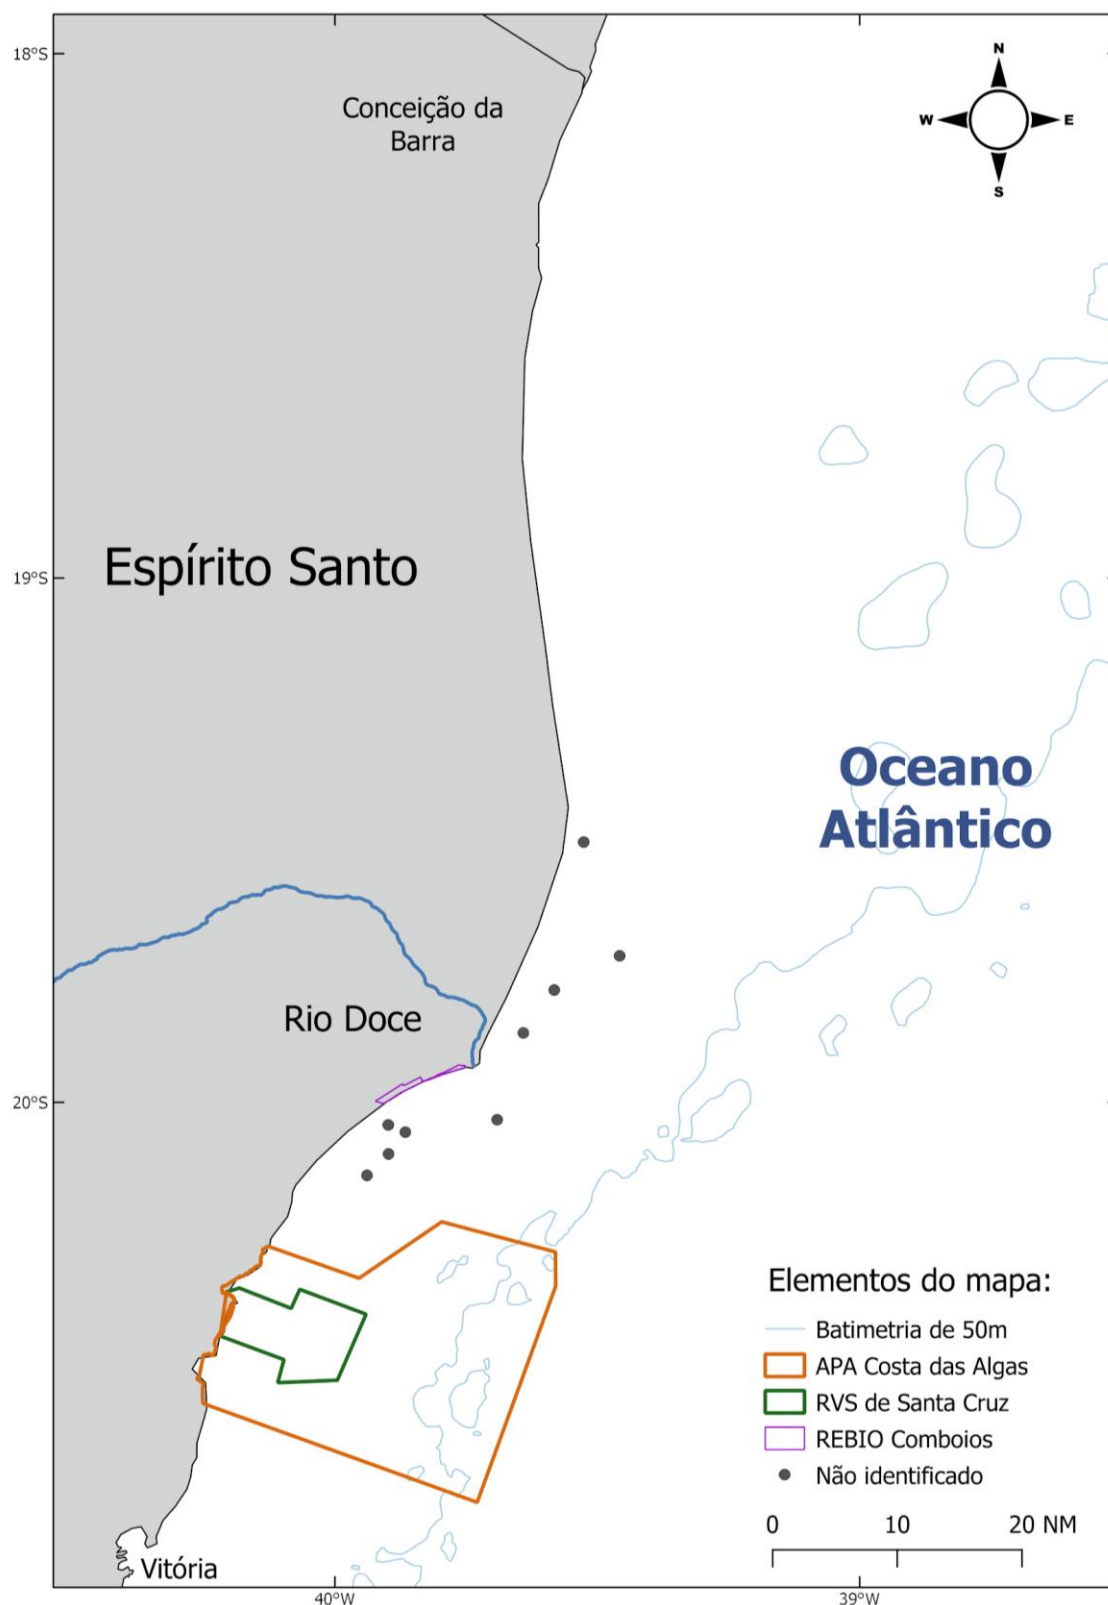 18°S
N
Conceição da
Barra
W
E
S
Espírito Santo
19°S
Oceano
Atlântico
Rio Doce
20°S
Elementos do mapa:
Batimetria de 50m
APA Costa das Algas
RVS de Santa Cruz
REBIO Comboios
Não identificado
0 10 20 NM
Vitória
40°W
39°W